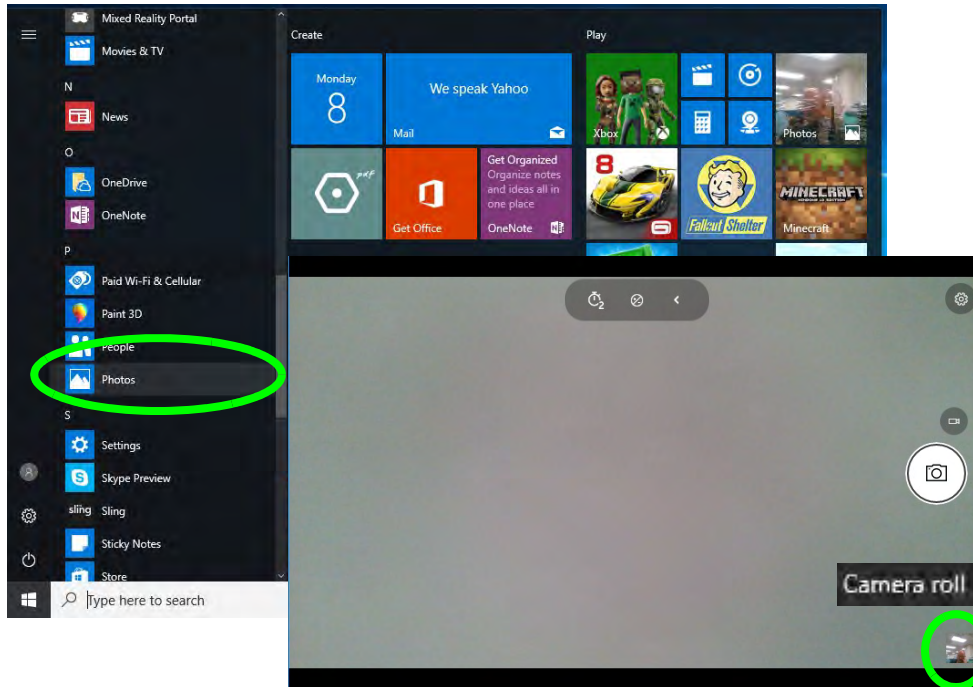 Mixed Reality Portal
Movies & TV
N
News
O
OneDrive
OneNote
P
Paid Wi-Fi & Cellular
Paint 3D
People
Photos
S
Settings
Skype Preview
sling Sling
Sticky Notes
Store
Type here to search
Create
Monday
8
We speak Yahoo
Mail
pdf
Get Office
Get Organized
Organize notes
and ideas all in
one place
OneNote
Play
Xbox
Photos
8
Fallout Shelter
MINECRAFT
Minecraft
2
Camera roll